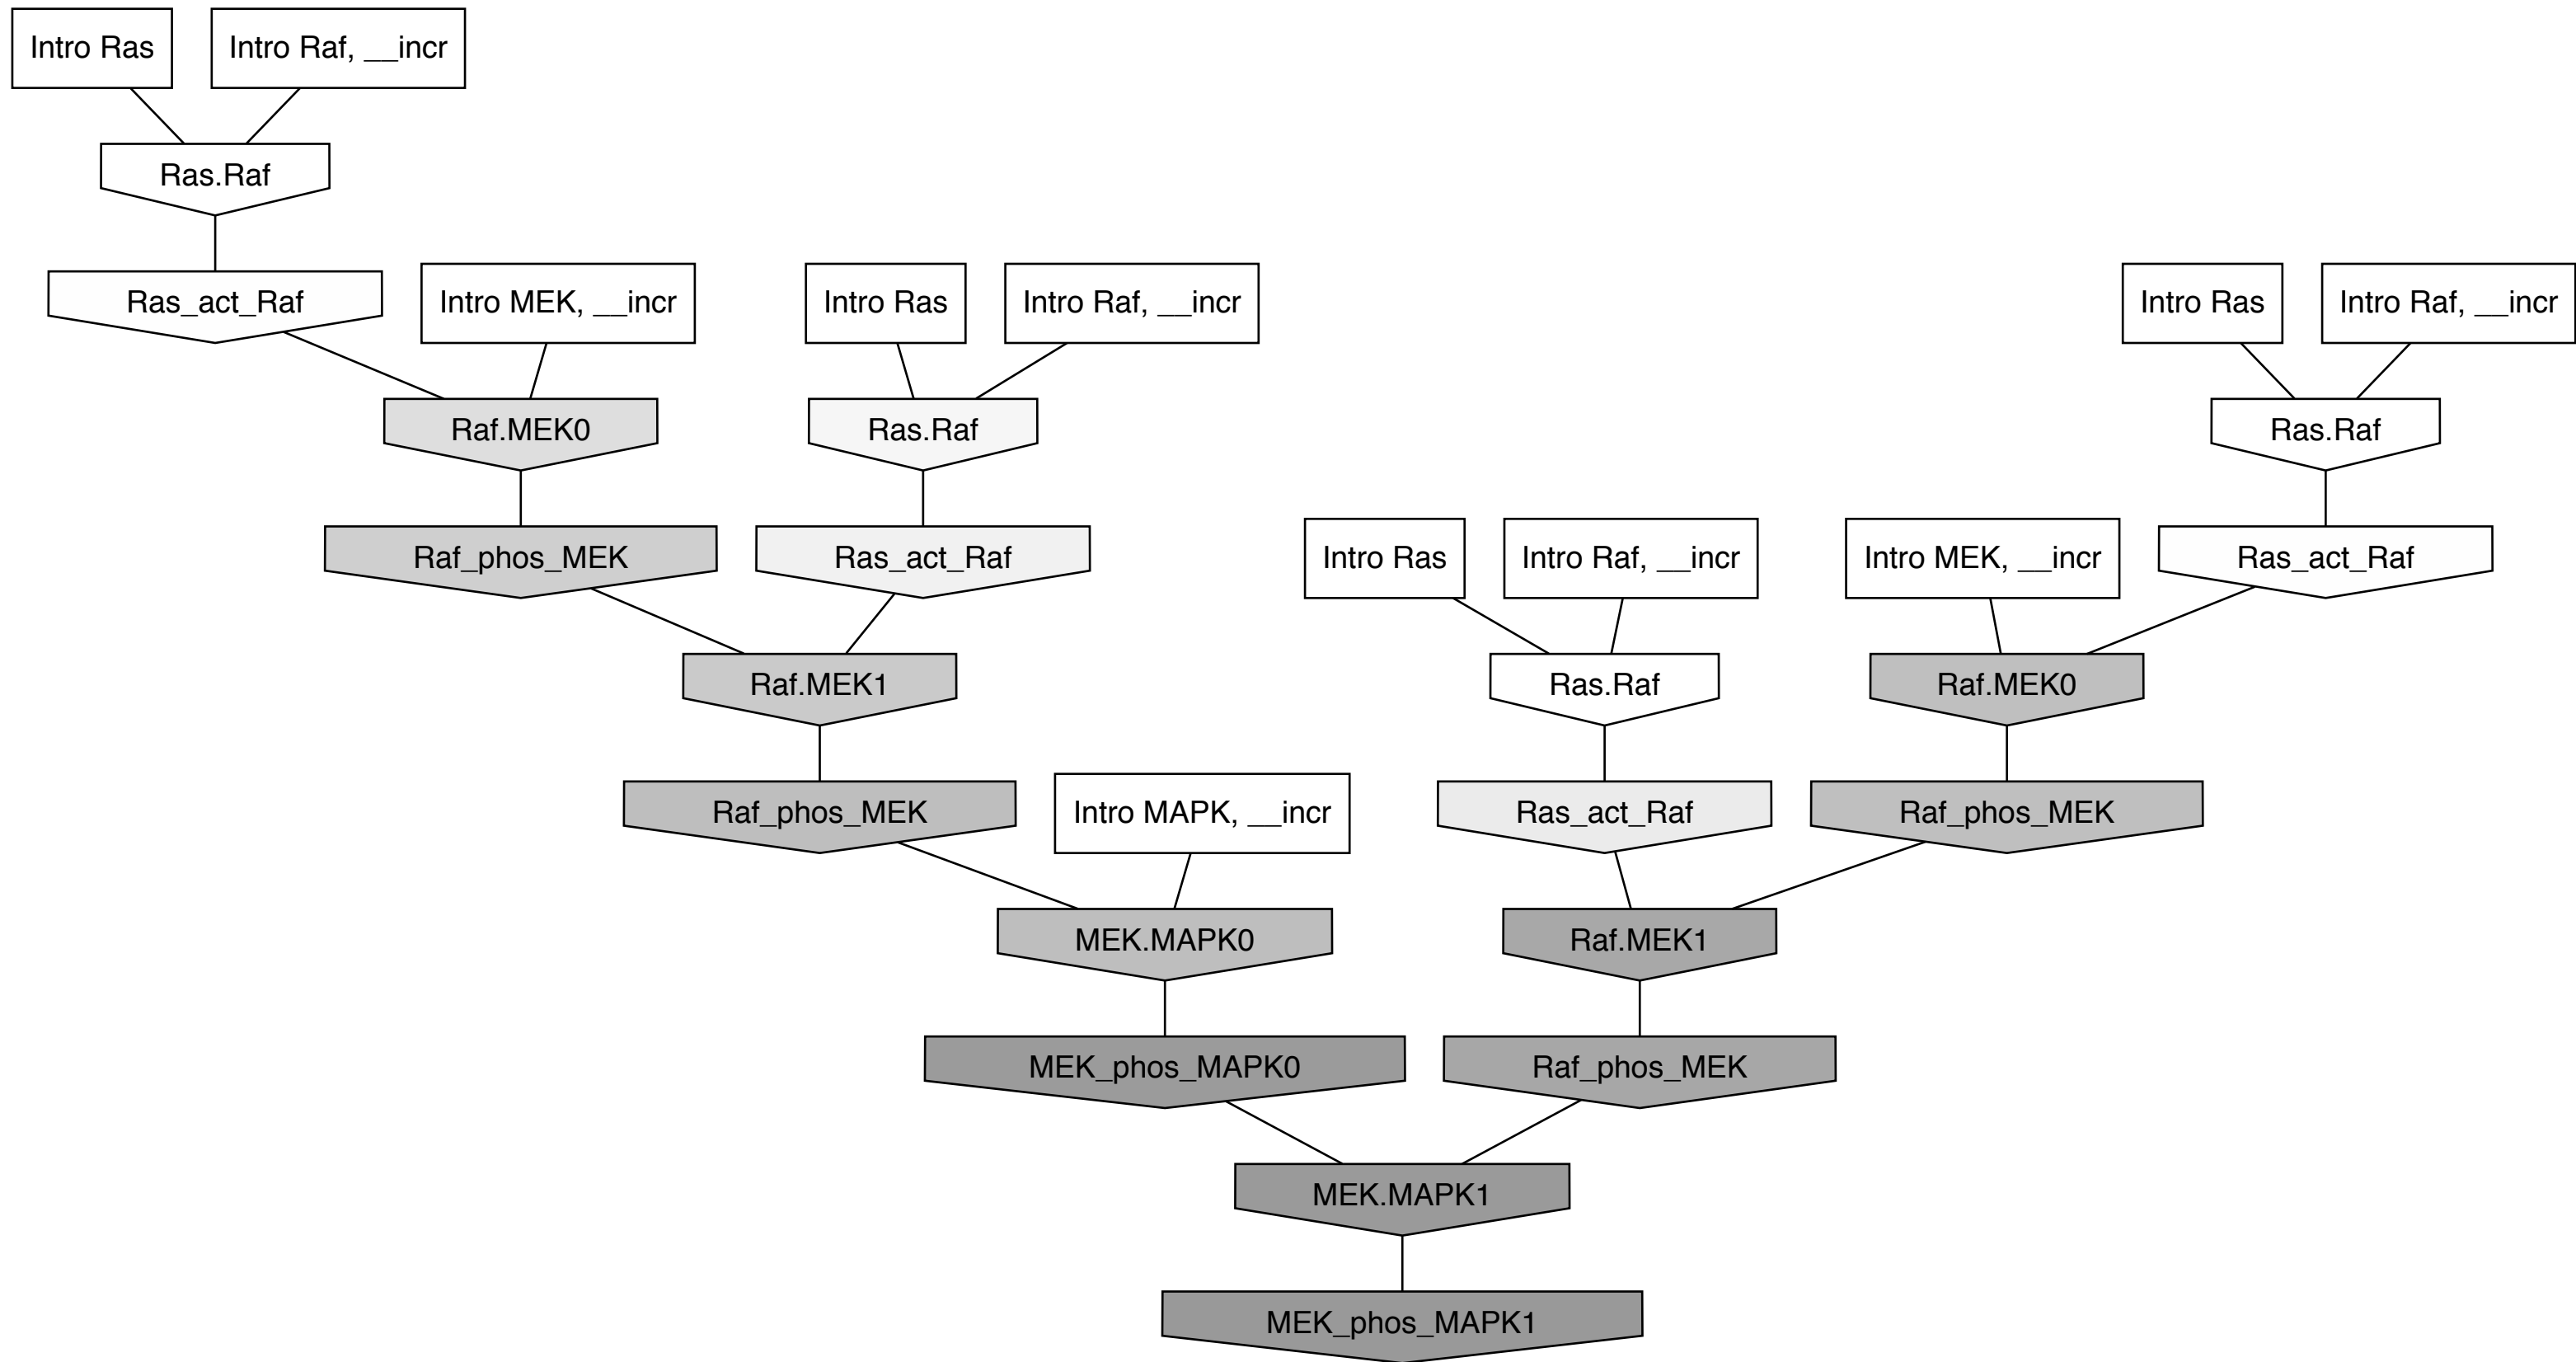 Intro Ras
Intro Raf, __incr
Ras.Raf
Ras_act_Raf
Intro MEK, __incr
Intro Ras
Intro Raf, __incr
Intro Ras
Intro Raf, __incr
Raf.MEK0
Ras.Raf
Ras.Raf
Raf_phos_MEK
Ras_act_Raf
Intro Ras
Intro Raf, __incr
Intro MEK, __incr
Ras_act_Raf
Raf.MEK1
Ras.Raf
Raf.MEK0
Raf_phos_MEK
Intro MAPK, __incr
Ras_act_Raf
Raf_phos_MEK
MEK.MAPK0
Raf.MEK1
MEK_phos_MAPK0
Raf_phos_MEK
MEK.MAPK1
MEK_phos_MAPK1